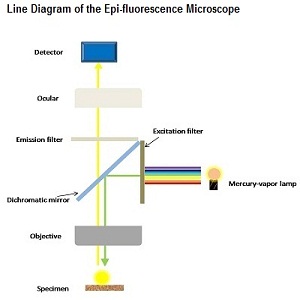 Line Diagram of the Epi-fluorescence Microscope
Detector
Ocular
Emission filter
Excitation filter
Mercury-vapor lamp
Dichromatic mirror
Objective
Specimen